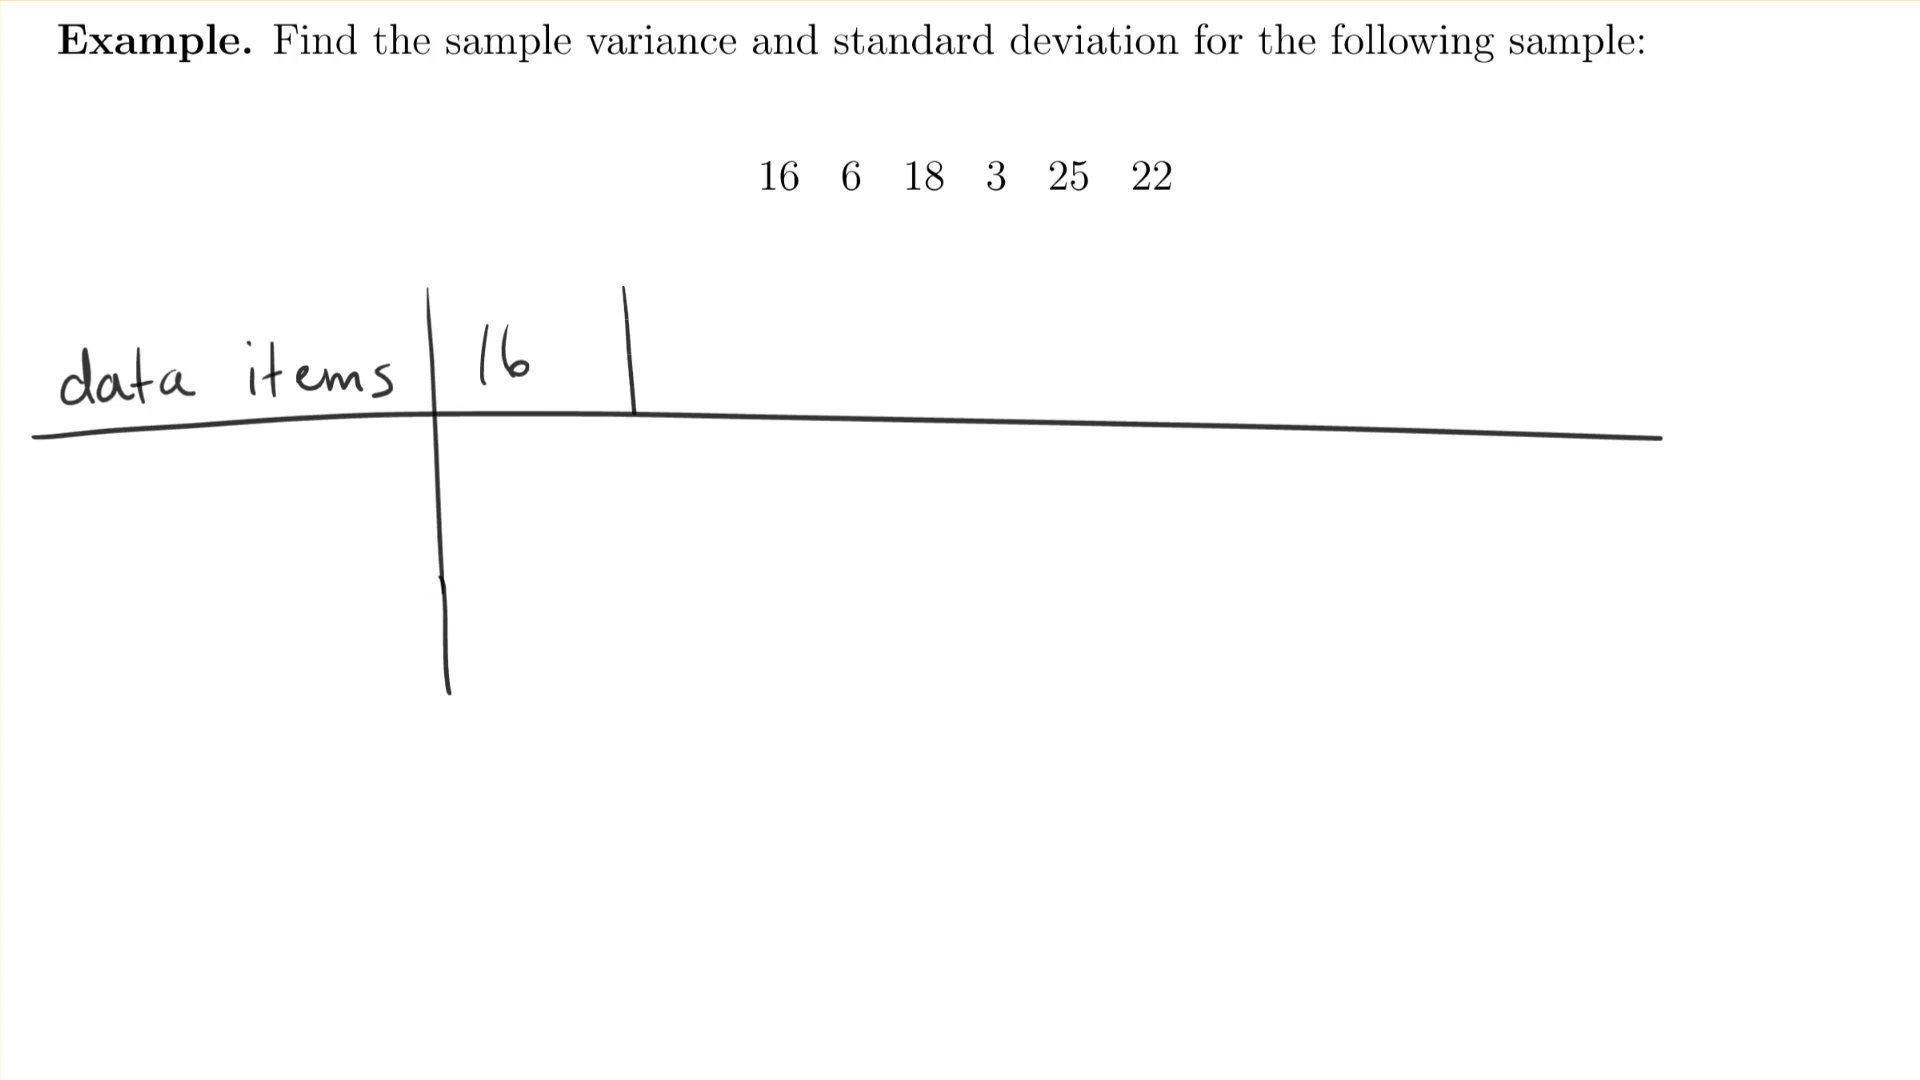 Example. Find the sample variance and standard deviation for the following sample:
16 6 18 3 25 22
data items 16